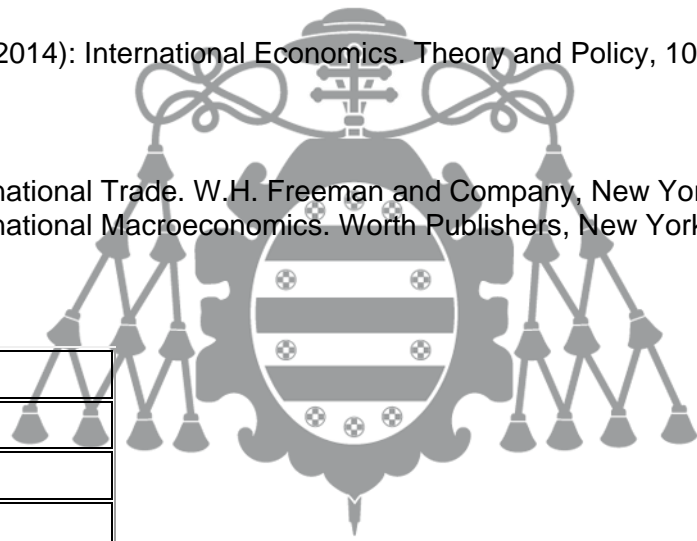 2014): International Economics. Theory and Policy, 10
national Trade. W.H. Freeman and Company, New Yor
national Macroeconomics. Worth Publishers, New York